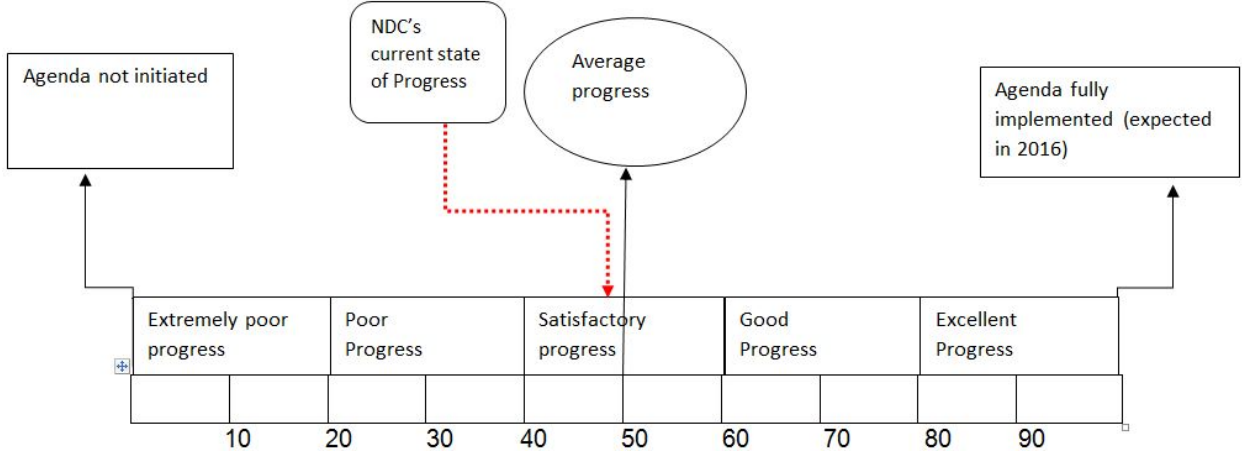 NDC's
current state
of Progress
Agenda not initiated
Average
progress
Agenda fully
implemented (expected
in 2016)
Extremely poor
progress
Poor
Progress
Satisfactory
progress
Good
Progress
Excellent
Progress
10 20 30 40 50 60 70 80 90